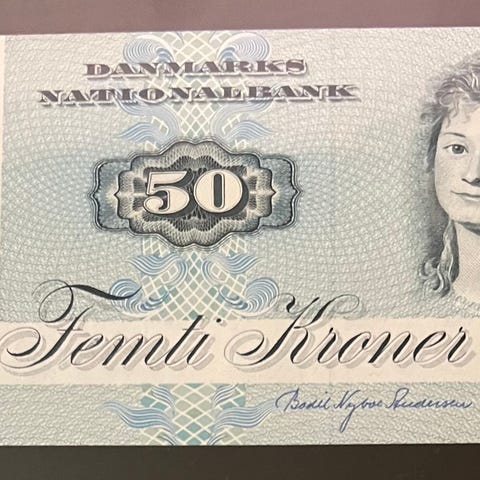 DANMARKS
NATIONALBANK
50
Femti Kroner
Bodil Nyboe Andersen